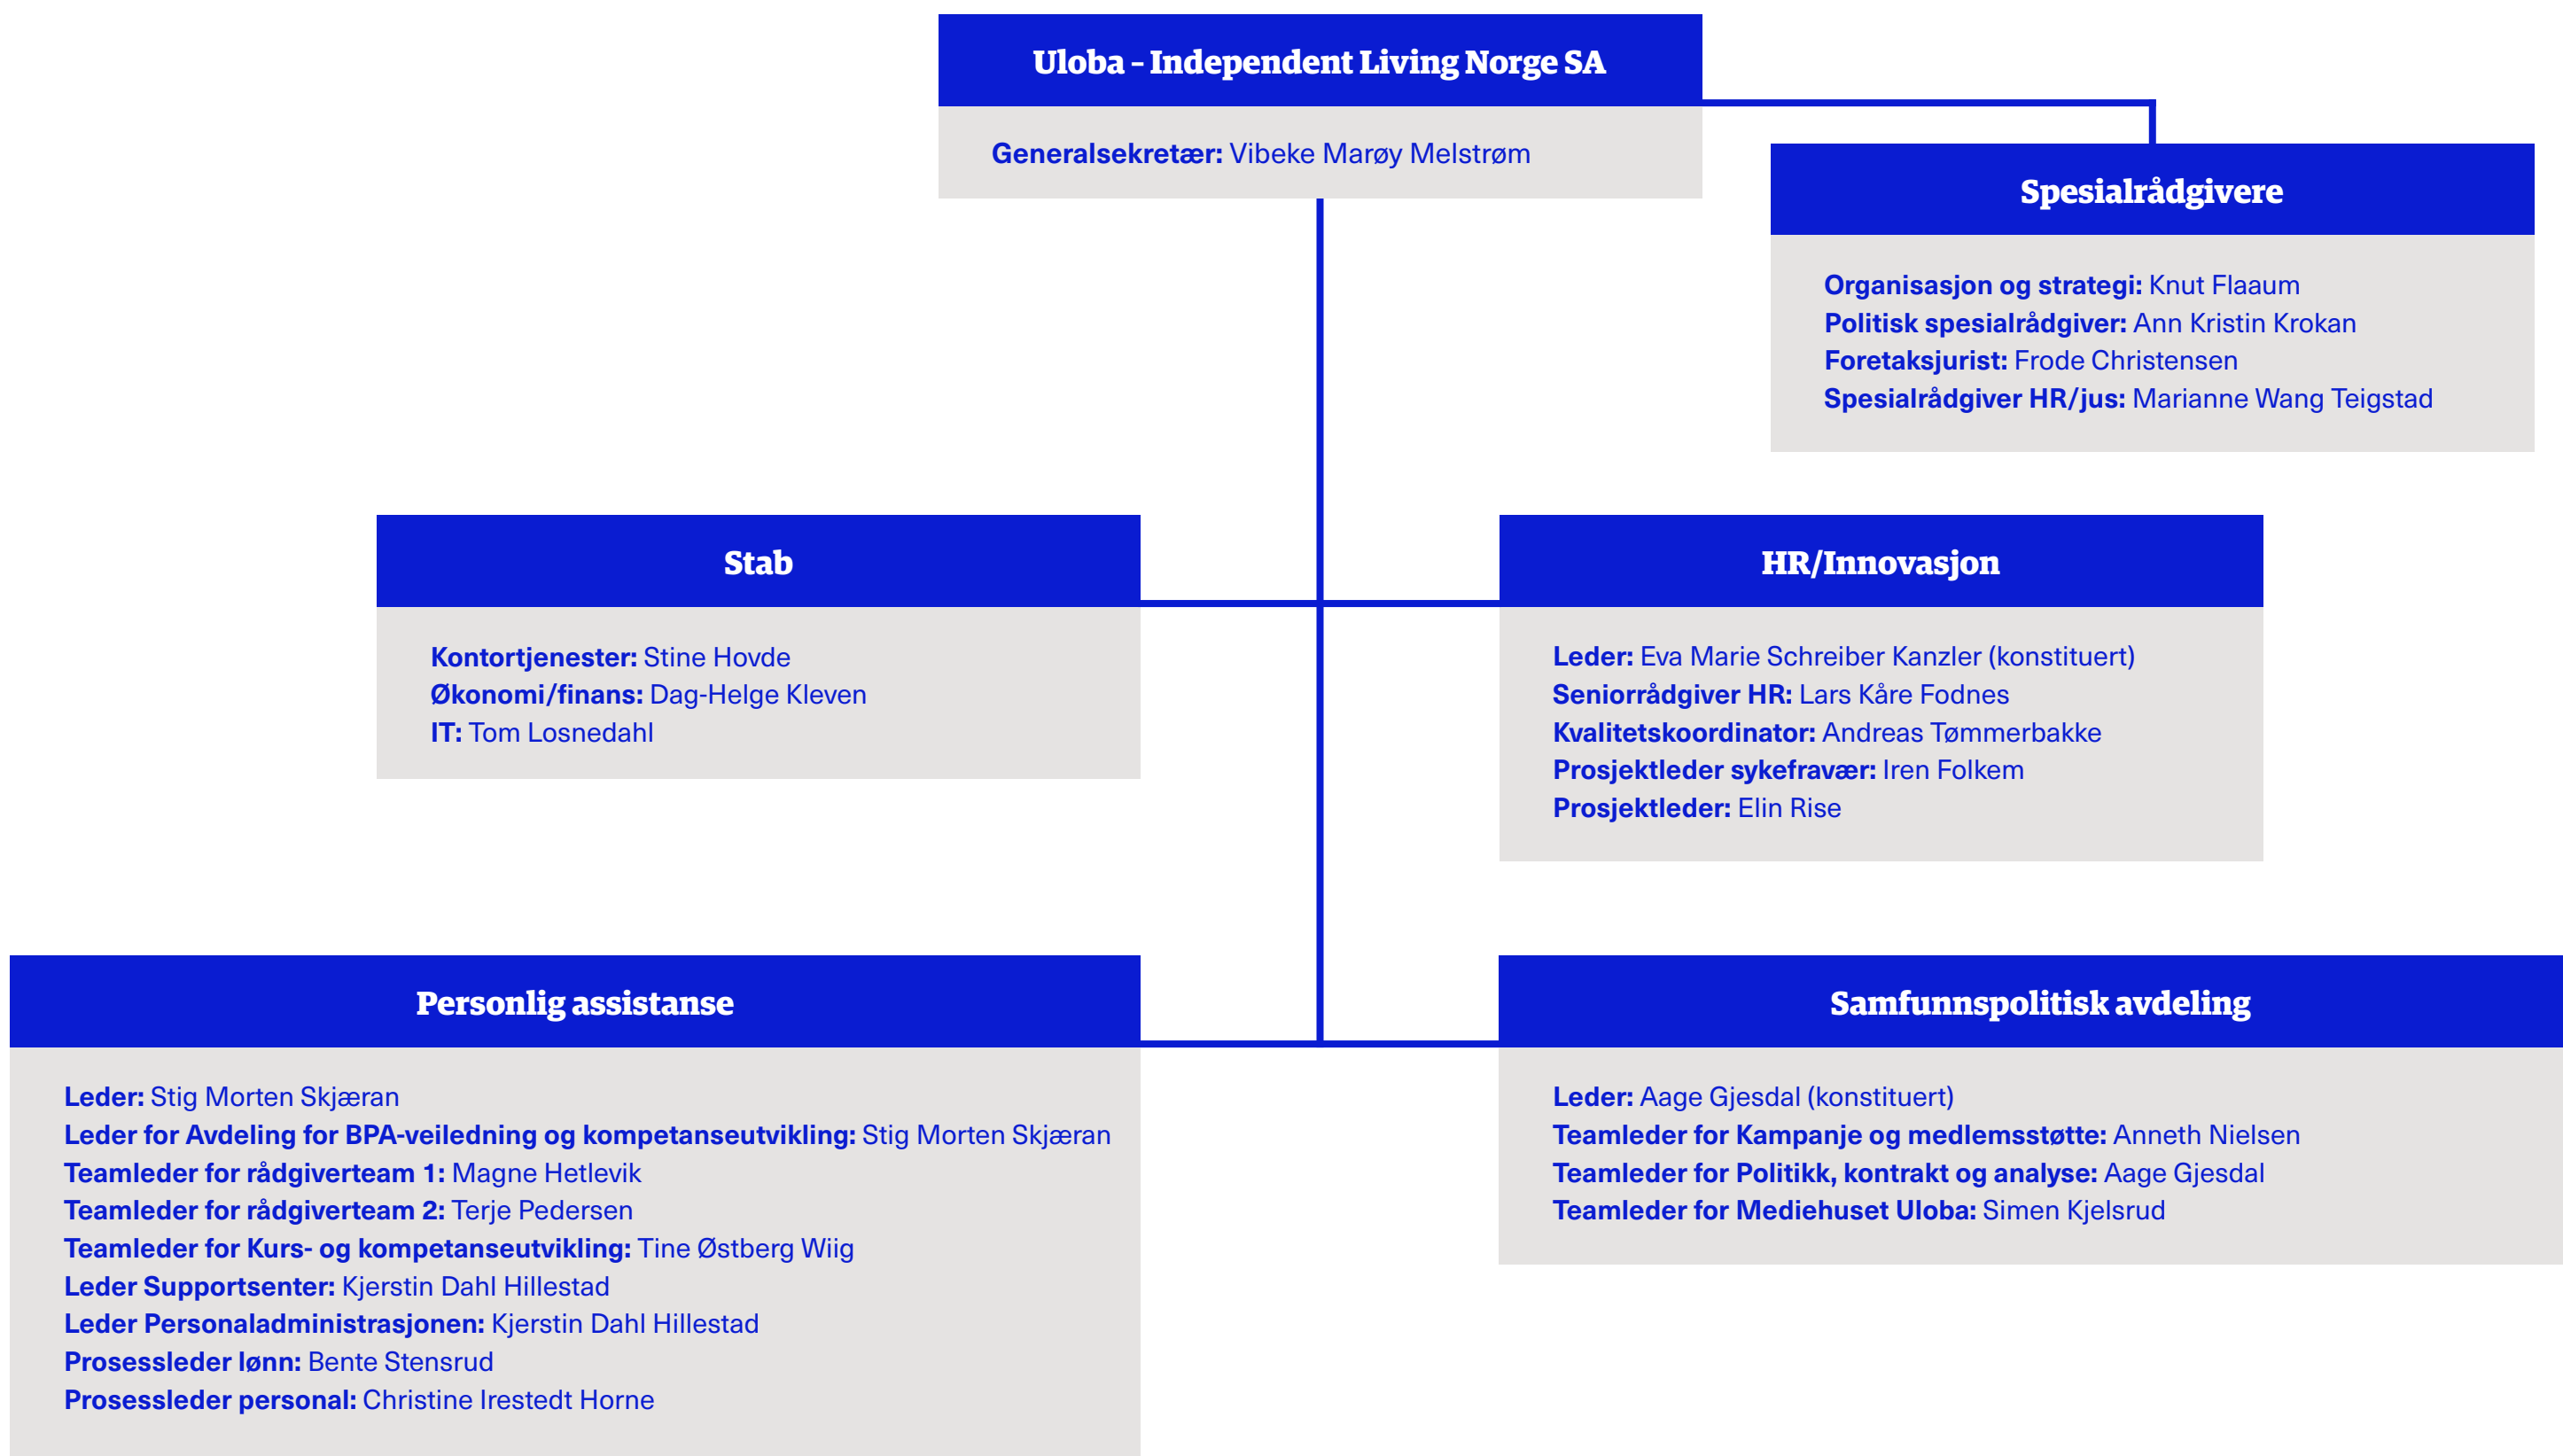 Uloba – Independent Living Norge SA
Generalsekretær: Vibeke Marøy Melstrøm
Spesialrådgivere
Organisasjon og strategi: Knut Flaaum
Politisk spesialrådgiver: Ann Kristin Krokan
Foretaksjurist: Frode Christensen
Spesialrådgiver HR/jus: Marianne Wang Teigstad
Stab
Kontortjenester: Stine Hovde
Økonomi/finans: Dag-Helge Kleven
IT: Tom Losnedahl
HR/Innovasjon
Leder: Eva Marie Schreiber Kanzler (konstituert)
Seniorrådgiver HR: Lars Kåre Fodnes
Kvalitetskoordinator: Andreas Tømmerbakke
Prosjektleder sykefravær: Iren Folkem
Prosjektleder: Elin Rise
Personlig assistanse
Leder: Stig Morten Skjæran
Leder for Avdeling for BPA-veiledning og kompetanseutvikling: Stig Morten Skjæran
Teamleder for rådgiverteam 1: Magne Hetlevik
Teamleder for rådgiverteam 2: Terje Pedersen
Teamleder for Kurs- og kompetanseutvikling: Tine Østberg Wiig
Leder Supportsenter: Kjerstin Dahl Hillestad
Leder Personaladministrasjonen: Kjerstin Dahl Hillestad
Prosessleder lønn: Bente Stensrud
Prosessleder personal: Christine Irestedt Horne
Samfunnspolitisk avdeling
Leder: Aage Gjesdal (konstituert)
Teamleder for Kampanje og medlemsstøtte: Anneth Nielsen
Teamleder for Politikk, kontrakt og analyse: Aage Gjesdal
Teamleder for Mediehuset Uloba: Simen Kjelsrud